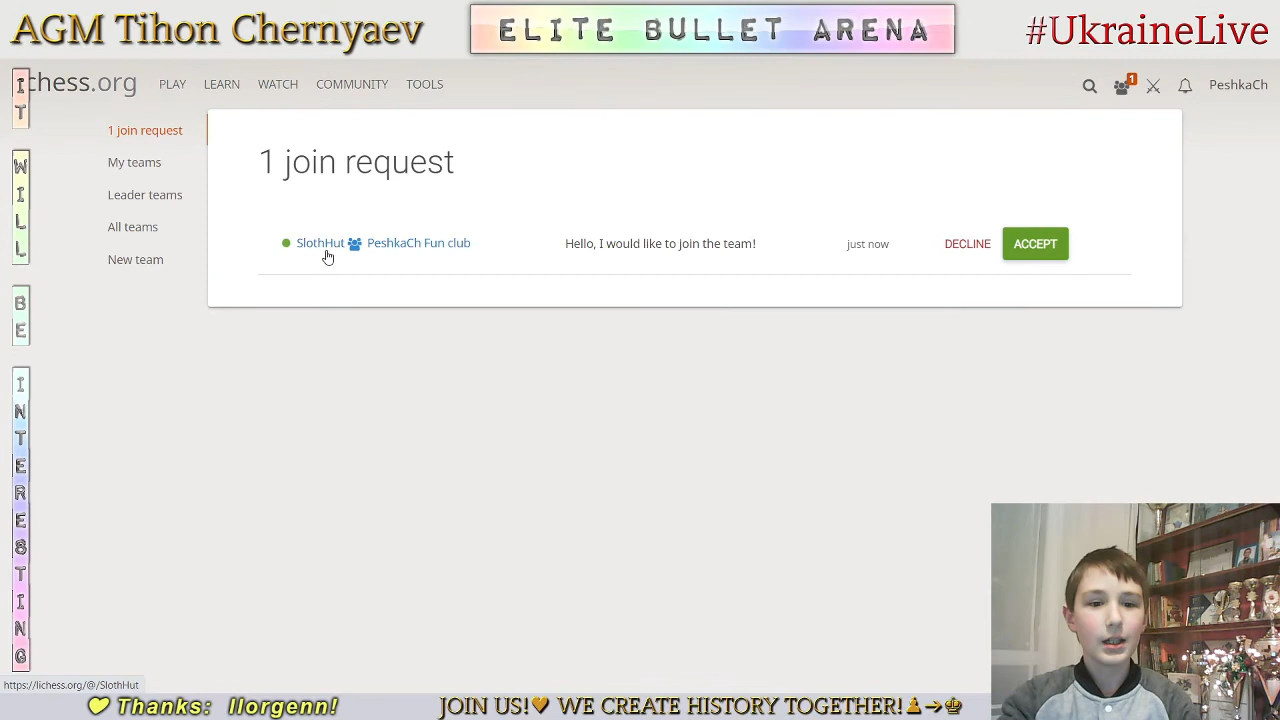 AGM Tihon Chernyaev
ELITE BULLET ARENA
#UkraineLive
chess.org
PLAY LEARN WATCH COMMUNITY TOOLS
1
PeshkaCh
IT WILL BE INTERESTING
1 join request
My teams
Leader teams
All teams
New team
1 join request
SlothHut PeshkaCh Fun club Hello, I would like to join the team! just now DECLINE ACCEPT
https://lichess.org/@/SlothHut
Thanks: llorgenn!
JOIN US! WE CREATE HISTORY TOGETHER!